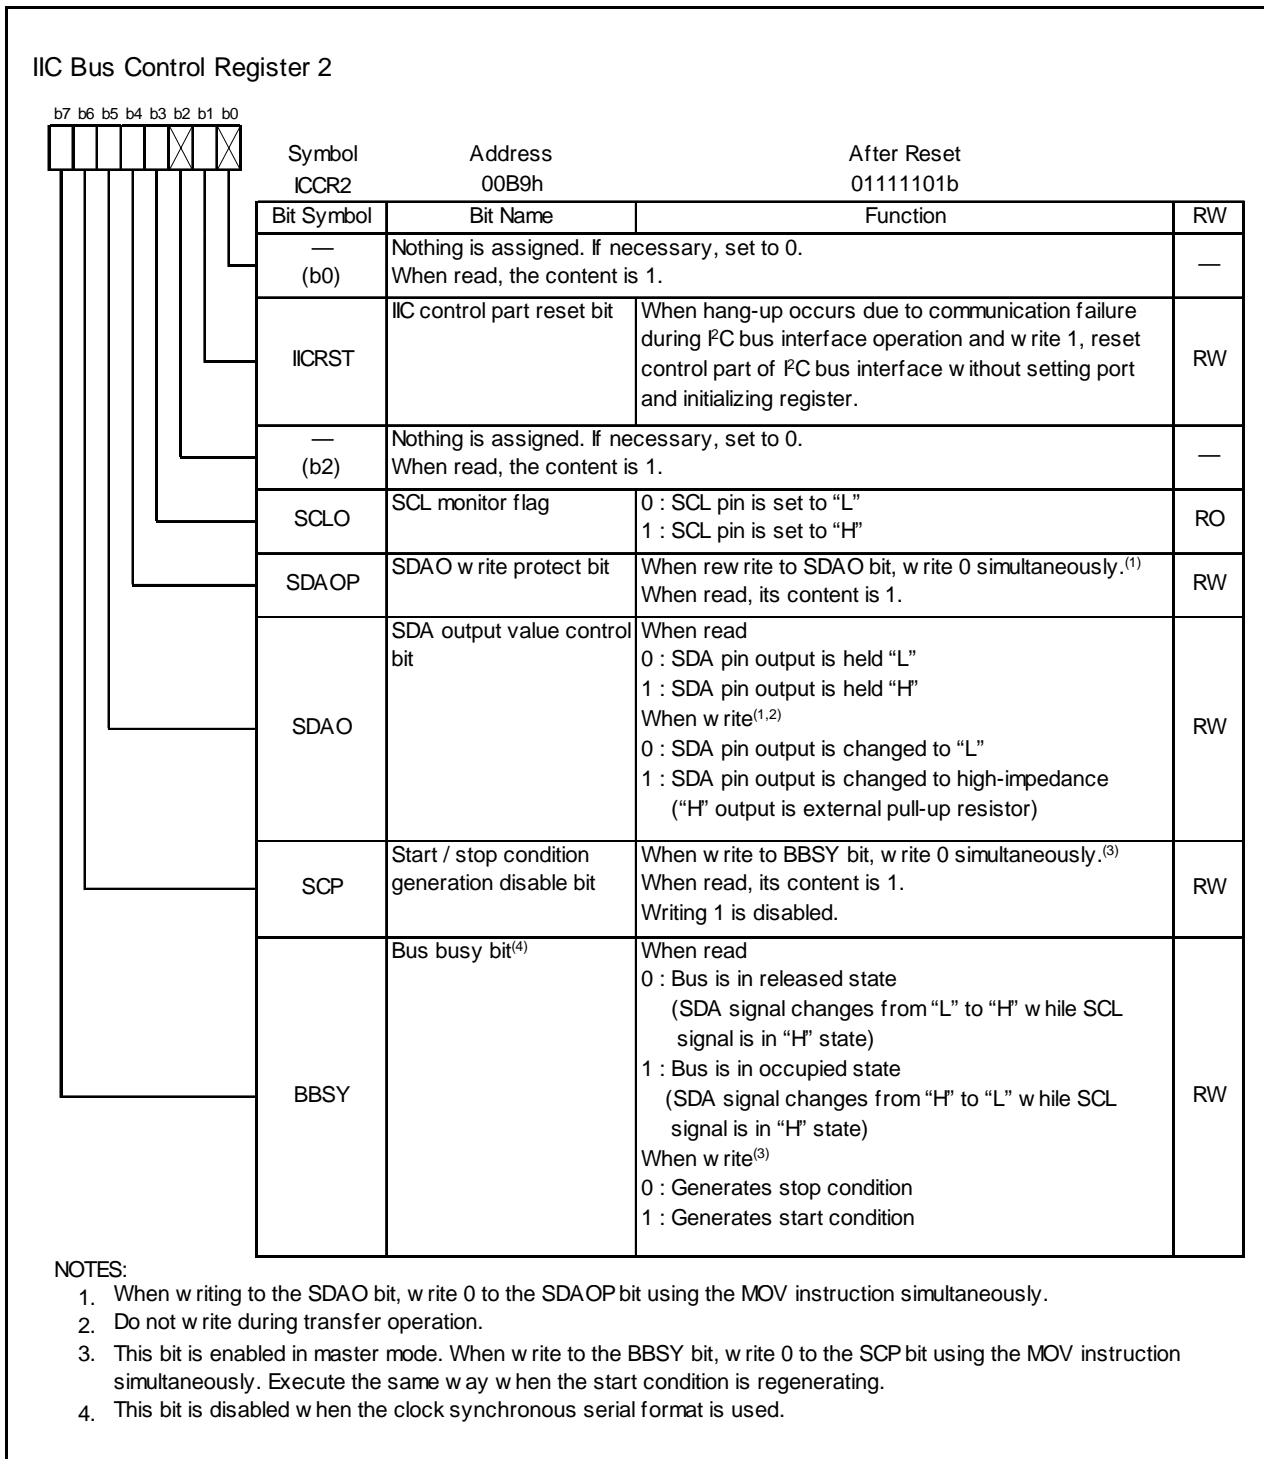 IIC Bus Control Register 2
b7 b6 b5 b4 b3 b2 b1 b0
Symbol Address After Reset
ICCR2 00B9h 01111101b
Bit Symbol Bit Name Function RW
— (b0) Nothing is assigned. If necessary, set to 0.
When read, the content is 1. —
IICRST IIC control part reset bit When hang-up occurs due to communication failure
during I²C bus interface operation and write 1, reset
control part of I²C bus interface without setting port
and initializing register. RW
— (b2) Nothing is assigned. If necessary, set to 0.
When read, the content is 1. —
SCLO SCL monitor flag 0 : SCL pin is set to “L”
1 : SCL pin is set to “H” RO
SDAOP SDAO write protect bit When rewrite to SDAO bit, write 0 simultaneously.(1)
When read, its content is 1. RW
SDAO SDA output value control When read
bit 0 : SDA pin output is held “L”
1 : SDA pin output is held “H”
When write(1,2)
0 : SDA pin output is changed to “L”
1 : SDA pin output is changed to high-impedance
(“H” output is external pull-up resistor) RW
SCP Start / stop condition When write to BBSY bit, write 0 simultaneously.(3)
generation disable bit When read, its content is 1.
Writing 1 is disabled. RW
BBSY Bus busy bit(4) When read
0 : Bus is in released state
(SDA signal changes from “L” to “H” while SCL
signal is in “H” state)
1 : Bus is in occupied state
(SDA signal changes from “H” to “L” while SCL
signal is in “H” state)
When write(3)
0 : Generates stop condition
1 : Generates start condition RW
NOTES:
1. When writing to the SDAO bit, write 0 to the SDAOP bit using the MOV instruction simultaneously.
2. Do not write during transfer operation.
3. This bit is enabled in master mode. When write to the BBSY bit, write 0 to the SCP bit using the MOV instruction
simultaneously. Execute the same way when the start condition is regenerating.
4. This bit is disabled when the clock synchronous serial format is used.